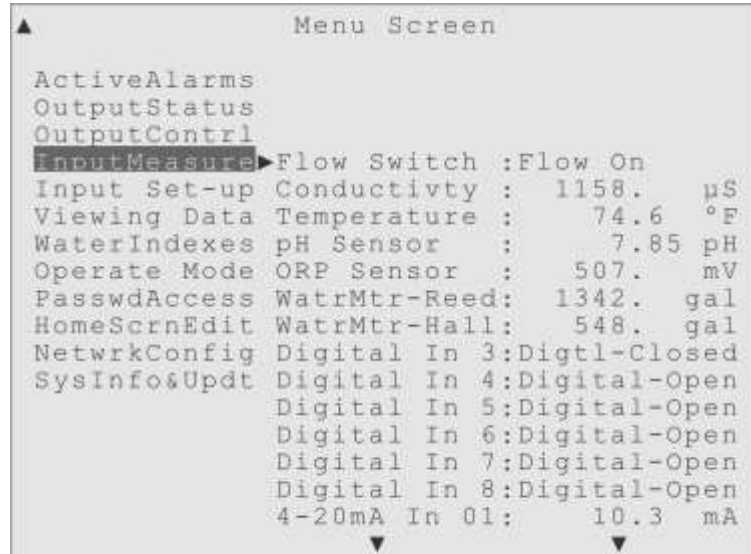 ▲ Menu Screen
ActiveAlarms
OutputStatus
OutputContrl
InputMeasure►Flow Switch :Flow On
Input Set-up Conductivty : 1158. µS
Viewing Data Temperature : 74.6 °F
WaterIndexes pH Sensor : 7.85 pH
Operate Mode ORP Sensor : 507. mV
PasswdAccess WatrMtr-Reed: 1342. gal
HomeScrnEdit WatrMtr-Hall: 548. gal
NetwrkConfig Digital In 3:Digtl-Closed
SysInfo&Updt Digital In 4:Digital-Open
Digital In 5:Digital-Open
Digital In 6:Digital-Open
Digital In 7:Digital-Open
Digital In 8:Digital-Open
4-20mA In 01: 10.3 mA
▼ ▼